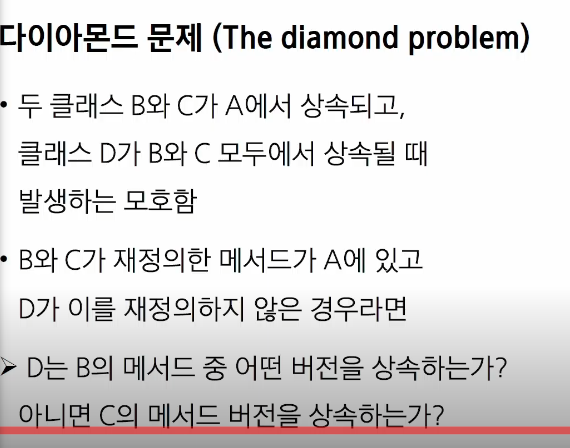 다이아몬드 문제 (The diamond problem)
• 두 클래스 B와 C가 A에서 상속되고,
클래스 D가 B와 C 모두에서 상속될 때
발생하는 모호함
• B와 C가 재정의한 메서드가 A에 있고
D가 이를 재정의하지 않은 경우라면
➢ D는 B의 메서드 중 어떤 버전을 상속하는가?
아니면 C의 메서드 버전을 상속하는가?